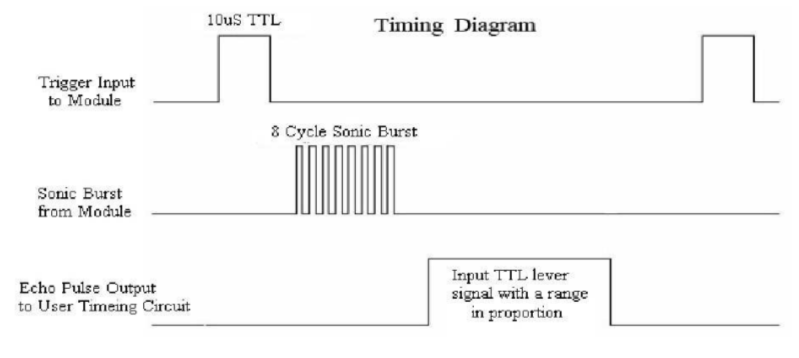 10uS TTL
Timing Diagram
Trigger Input
to Module
8 Cycle Sonic Burst
Sonic Burst
from Module
Echo Pulse Output
to User Timeing Circuit
Input TTL lever
signal with a range
in proportion